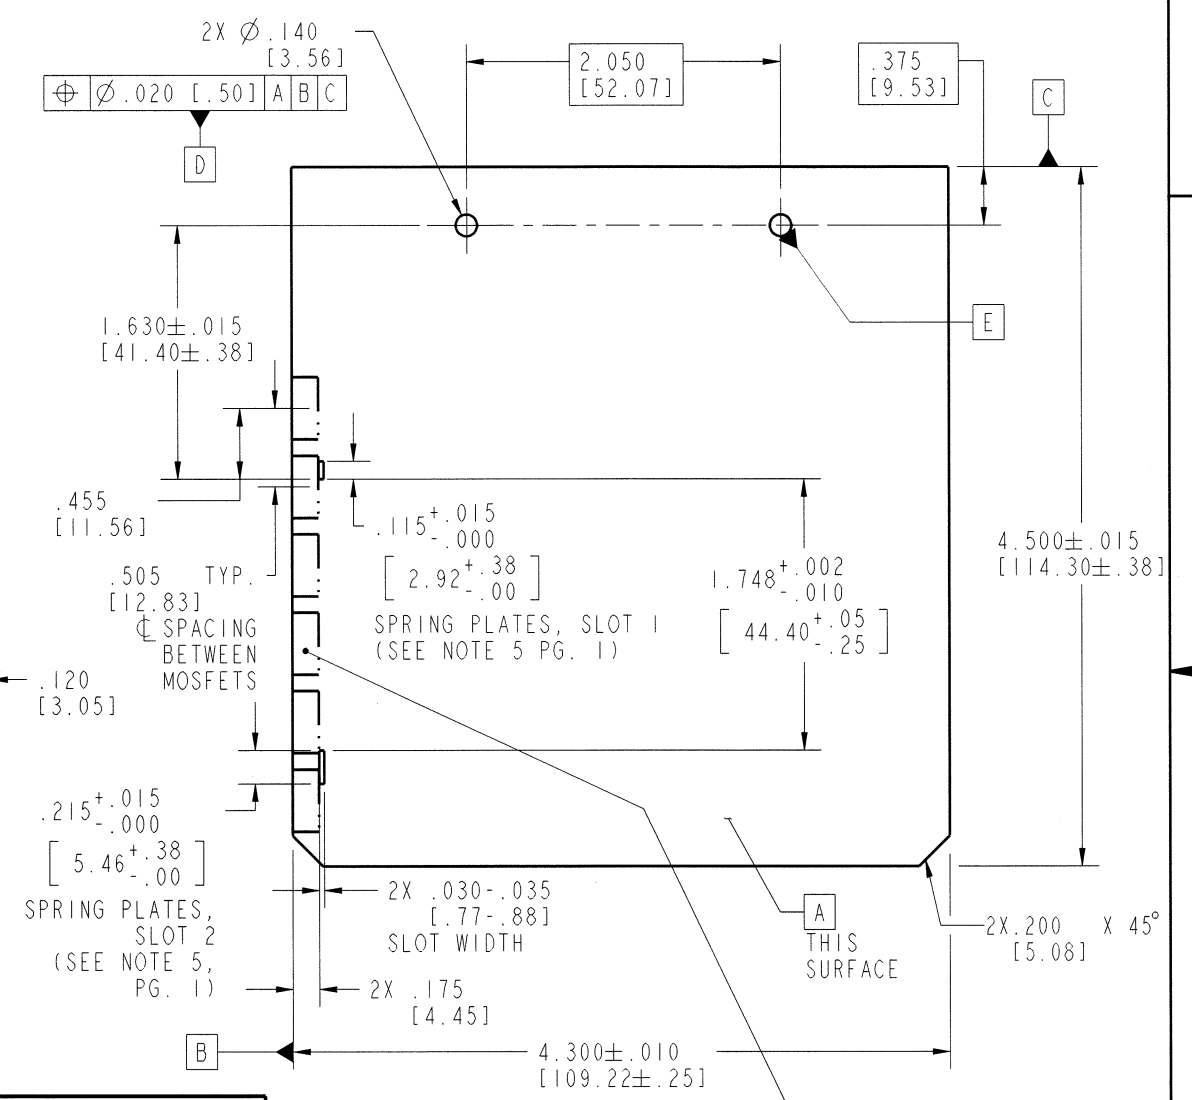 2X ⌀.140
[3.56]
⌖ ⌀.020 [.50] A B C
D
2.050
[52.07]
.375
[9.53]
C
1.630±.015
[41.40±.38]
E
.455
[11.56]
.505 TYP.
[12.83]
℄ SPACING
BETWEEN
MOSFETS
.115+.015
-.000
[2.92+.38
-.00]
SPRING PLATES, SLOT 1
(SEE NOTE 5 PG. 1)
1.748+.002
-.010
[44.40+.05
-.25]
4.500±.015
[114.30±.38]
.120
[3.05]
.215+.015
-.000
[5.46+.38
-.00]
SPRING PLATES,
SLOT 2
(SEE NOTE 5,
PG. 1)
2X .030-.035
[.77-.88]
SLOT WIDTH
A
THIS
SURFACE
2X.200 X 45°
[5.08]
2X .175
[4.45]
B
4.300±.010
[109.22±.25]